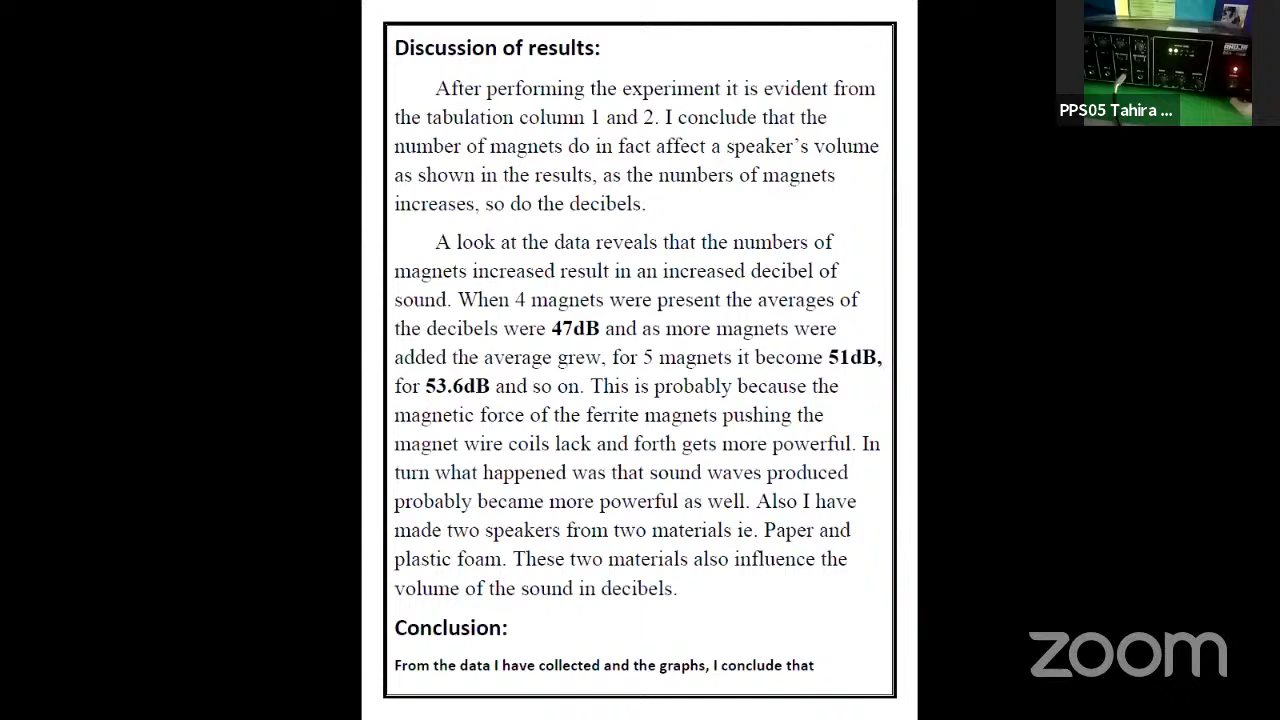 Discussion of results:
After performing the experiment it is evident from
the tabulation column 1 and 2. I conclude that the
number of magnets do in fact affect a speaker’s volume
as shown in the results, as the numbers of magnets
increases, so do the decibels.
A look at the data reveals that the numbers of
magnets increased result in an increased decibel of
sound. When 4 magnets were present the averages of
the decibels were 47dB and as more magnets were
added the average grew, for 5 magnets it become 51dB,
for 53.6dB and so on. This is probably because the
magnetic force of the ferrite magnets pushing the
magnet wire coils lack and forth gets more powerful. In
turn what happened was that sound waves produced
probably became more powerful as well. Also I have
made two speakers from two materials ie. Paper and
plastic foam. These two materials also influence the
volume of the sound in decibels.
Conclusion:
From the data I have collected and the graphs, I conclude that
PPS05 Tahira ...
zoom